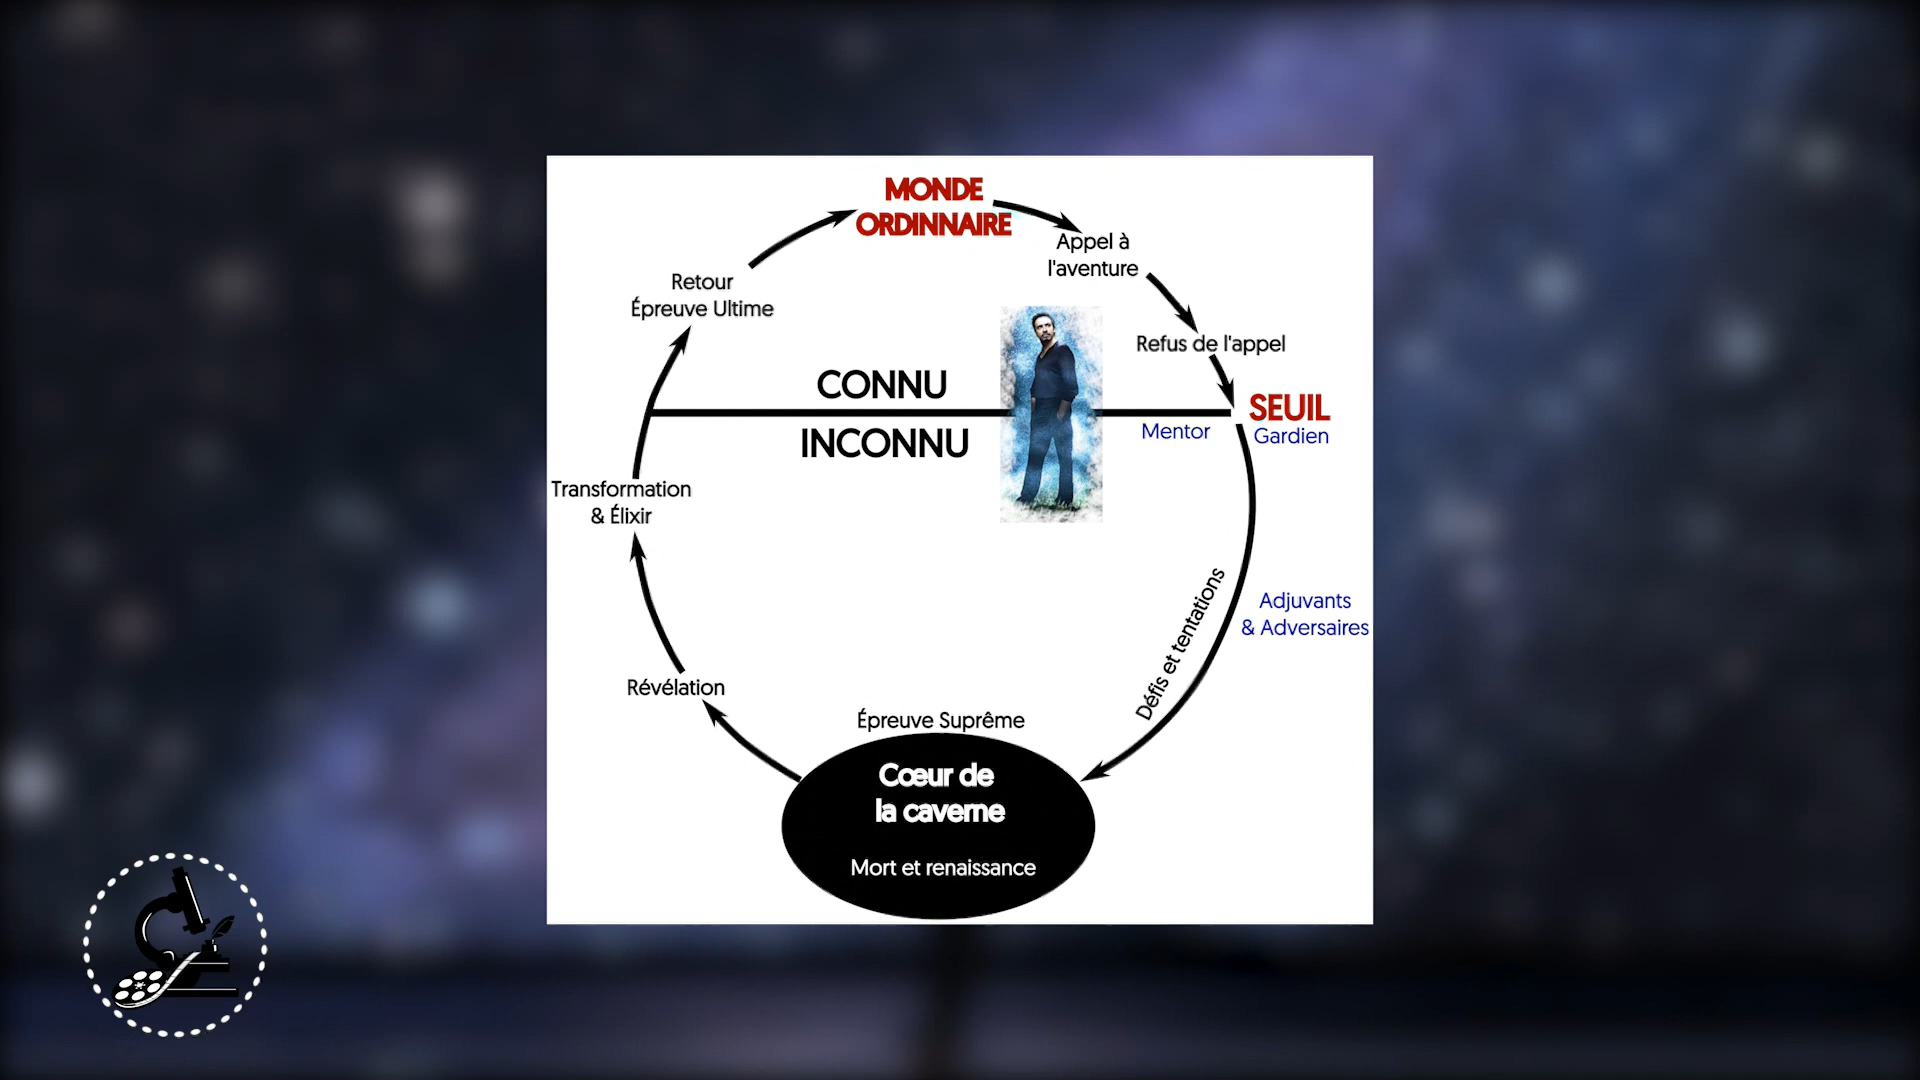 MONDE
ORDINNAIRE
Appel à
l'aventure
Retour
Épreuve Ultime
Refus de l'appel
CONNU
SEUIL
Mentor
Gardien
INCONNU
Transformation
& Élixir
Adjuvants
& Adversaires
Défis et tentations
Révélation
Épreuve Suprême
Cœur de
la caverne
Mort et renaissance